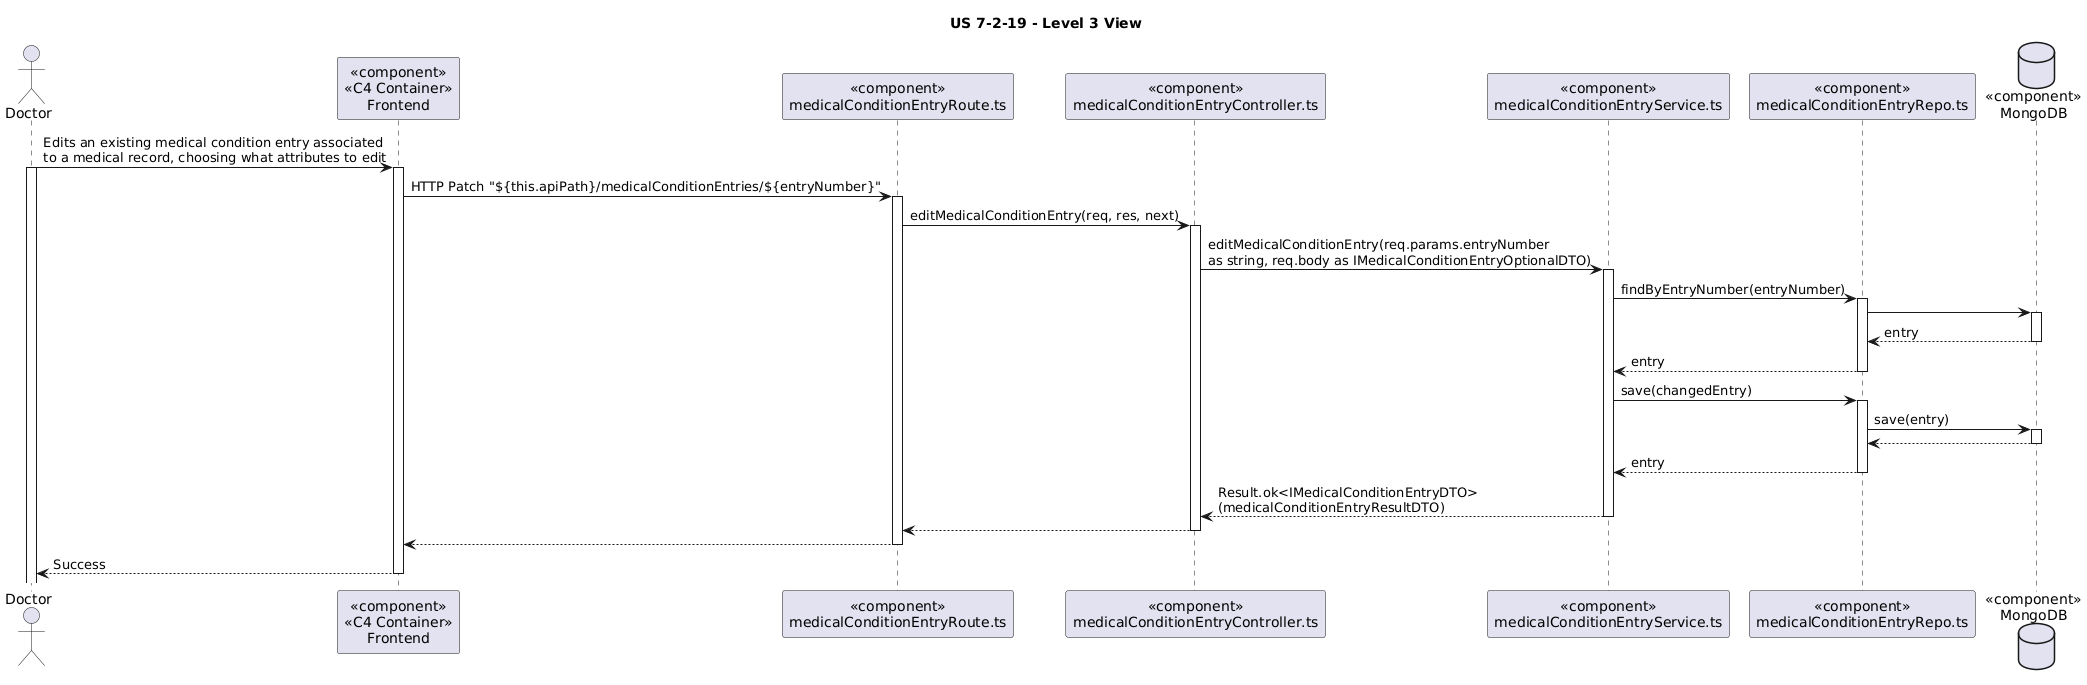 US 7-2-19 - Level 3 View
Doctor
«component»
«C4 Container»
Frontend
«component»
medicalConditionEntryRoute.ts
«component»
medicalConditionEntryController.ts
«component»
medicalConditionEntryService.ts
«component»
medicalConditionEntryRepo.ts
«component»
MongoDB
Edits an existing medical condition entry associated
to a medical record, choosing what attributes to edit
HTTP Patch "${this.apiPath}/medicalConditionEntries/${entryNumber}"
editMedicalConditionEntry(req, res, next)
editMedicalConditionEntry(req.params.entryNumber
as string, req.body as IMedicalConditionEntryOptionalDTO)
findByEntryNumber(entryNumber)
entry
entry
save(changedEntry)
save(entry)
entry
Result.ok<IMedicalConditionEntryDTO>
(medicalConditionEntryResultDTO)
Success
Doctor
«component»
«C4 Container»
Frontend
«component»
medicalConditionEntryRoute.ts
«component»
medicalConditionEntryController.ts
«component»
medicalConditionEntryService.ts
«component»
medicalConditionEntryRepo.ts
«component»
MongoDB